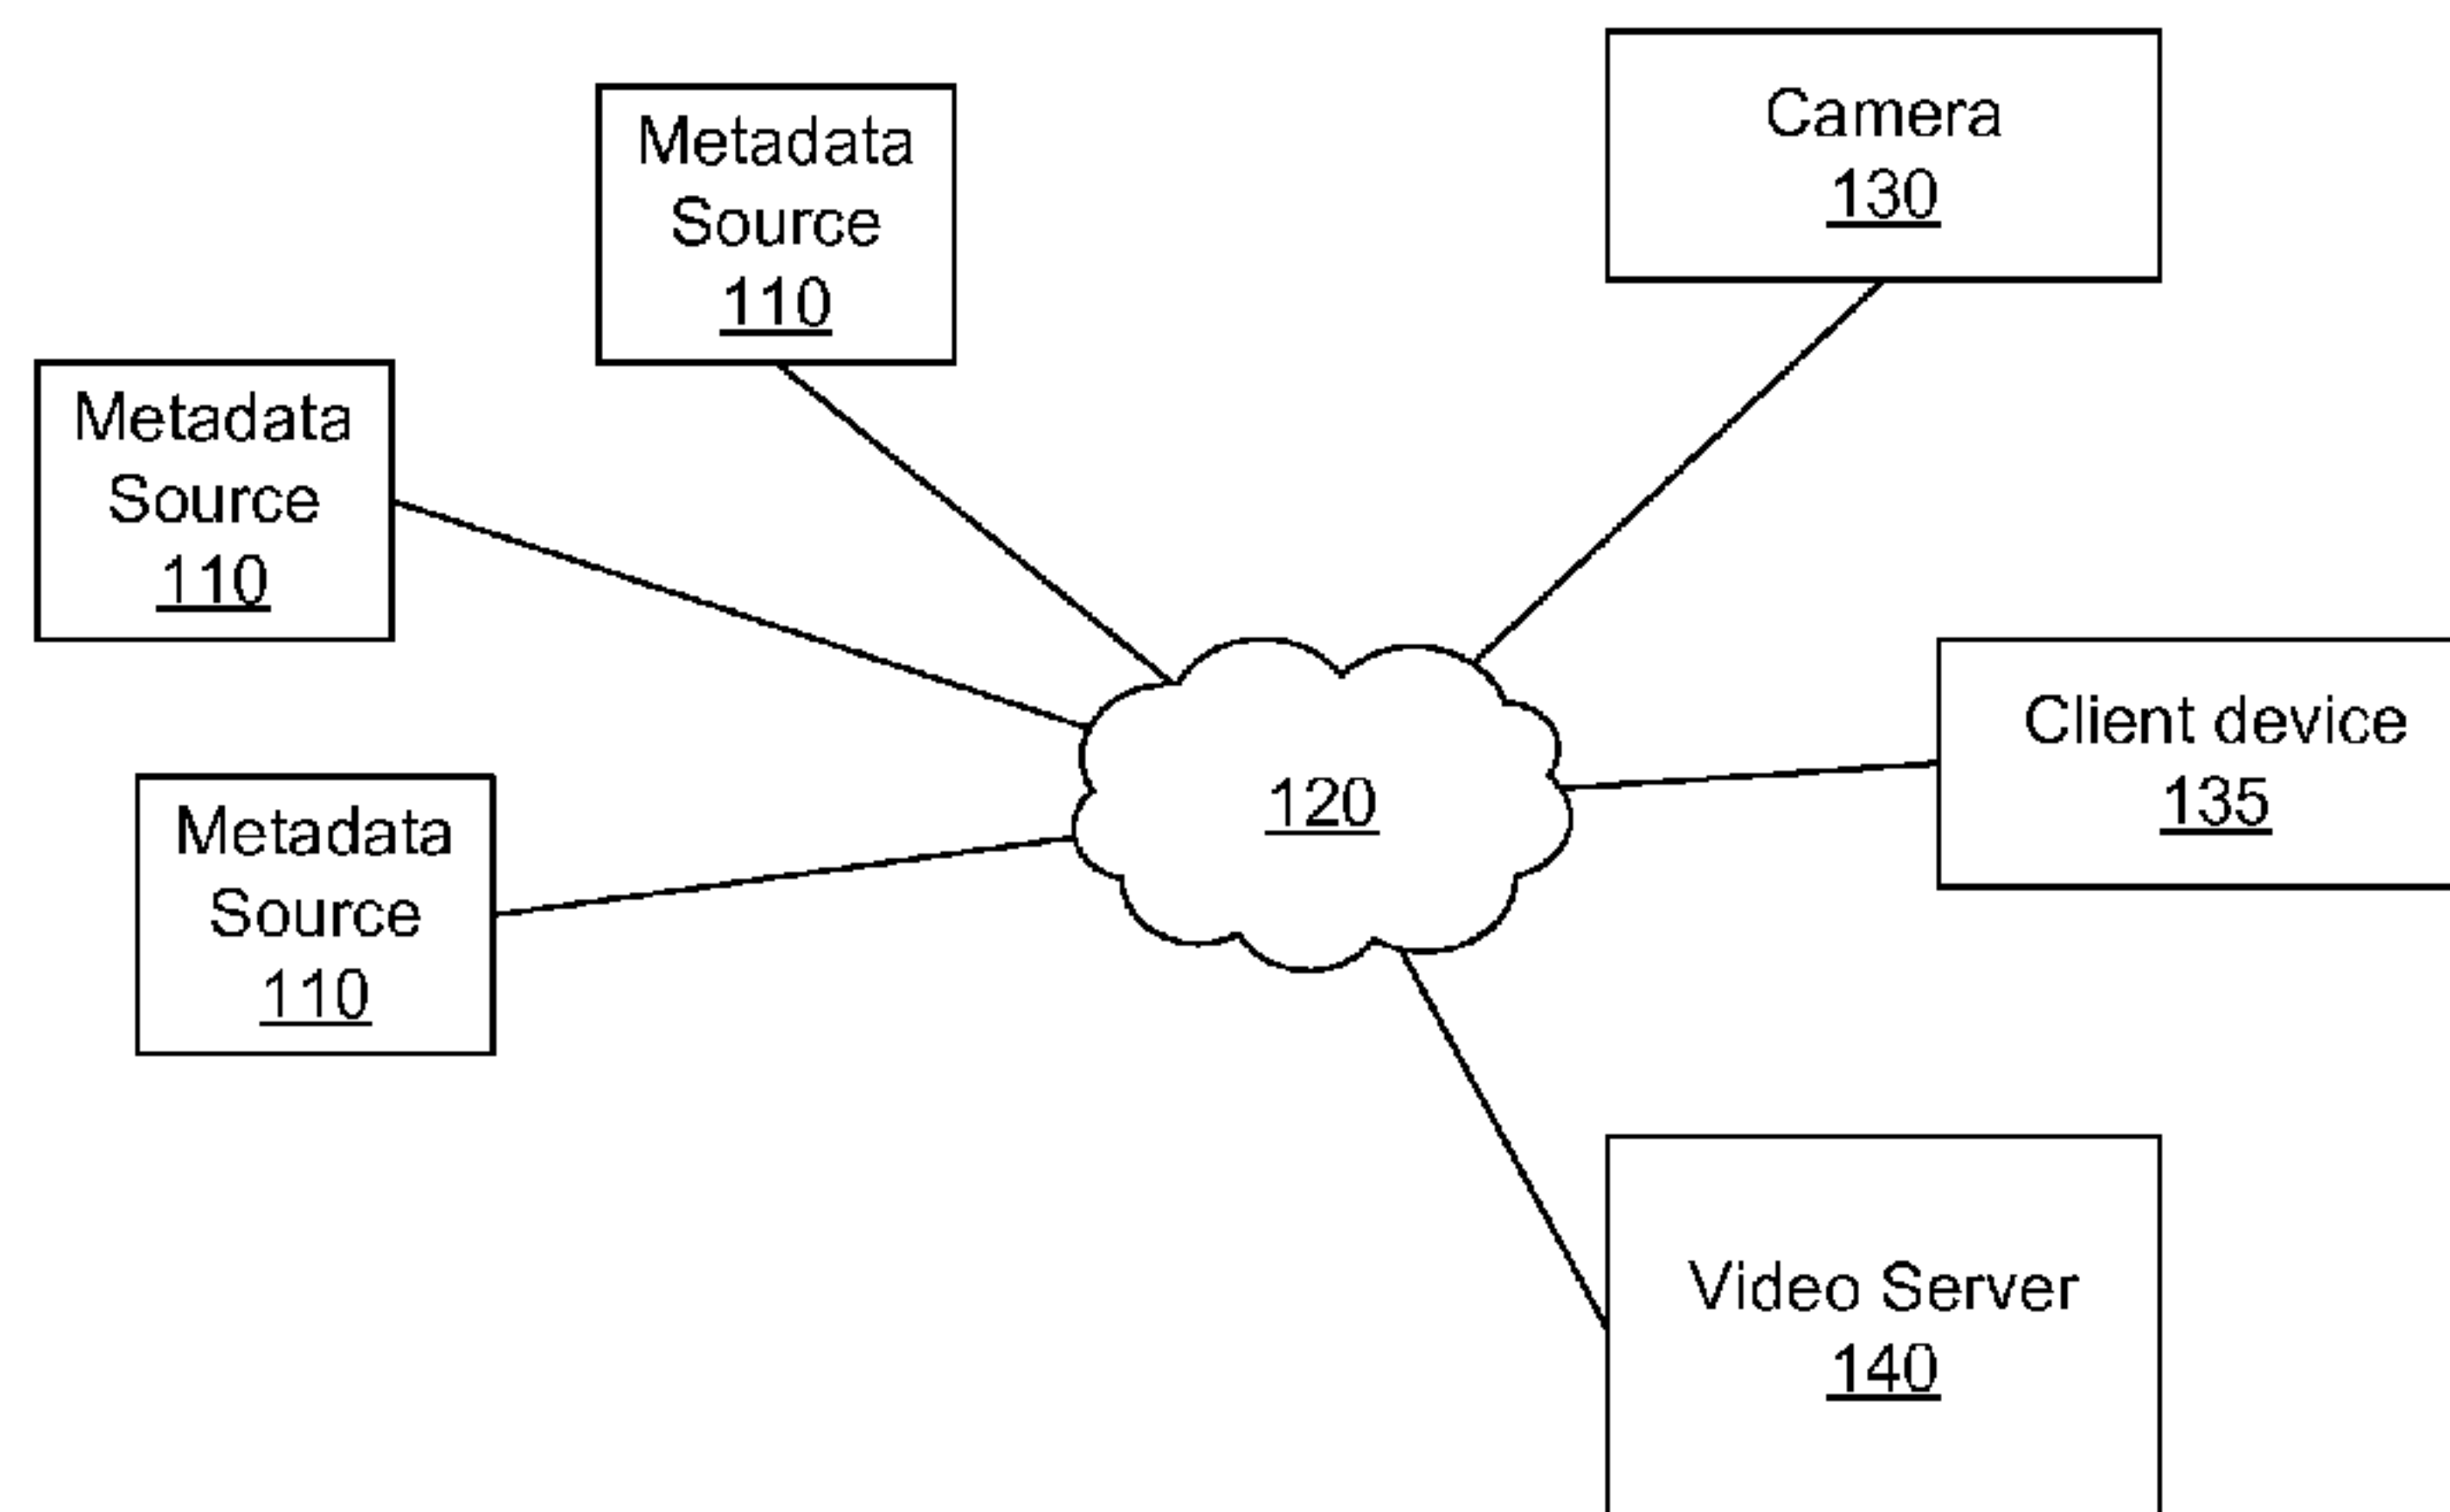 Camera
130
Metadata
Source
110
Metadata
Source
110
Client device
135
120
Metadata
Source
110
Video Server
140